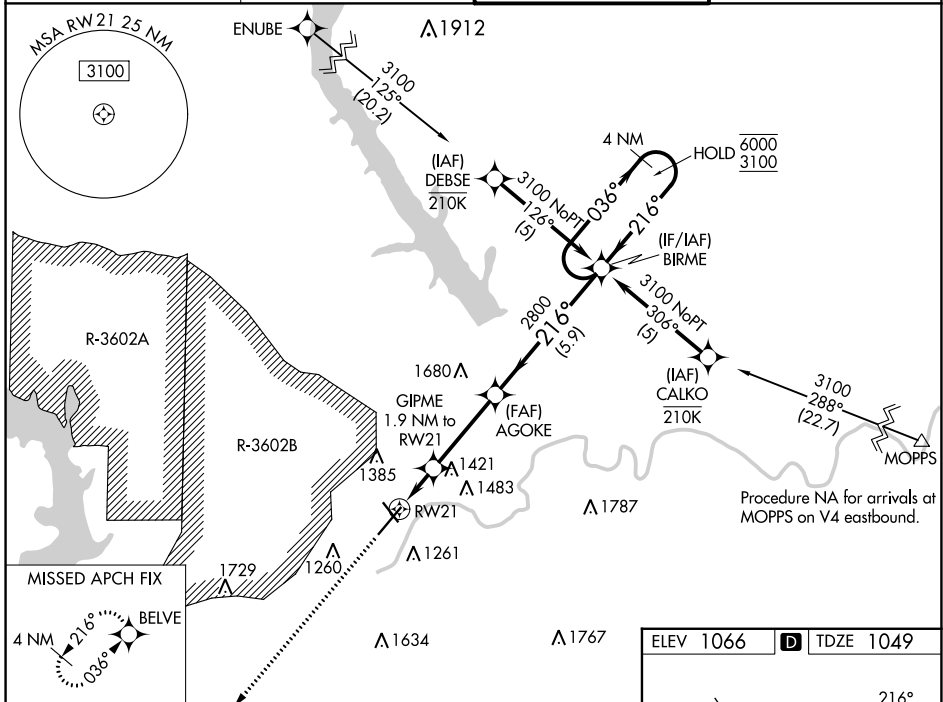 MSA RW21 25 NM
3100
ENUBE
1912
3100
125°
(20.2)
(IAF)
DEBSE
210K
3100 NoPT
126°
(5)
4 NM
HOLD
6000
3100
036°
216°
(IF/IAF)
BIRME
3100 NoPT
306°
(5)
(IAF)
CALKO
210K
3100
288°
(22.7)
MOPPS
Procedure NA for arrivals at
MOPPS on V4 eastbound.
2800
216°
(5.9)
1680
(FAF)
AGOKE
GIPME
1.9 NM to
RW21
R-3602A
R-3602B
1385
1421
1483
1787
RW21
1261
1260
1729
1634
1767
MISSED APCH FIX
BELVE
4 NM
216°
036°
ELEV 1066 D TDZE 1049
216°